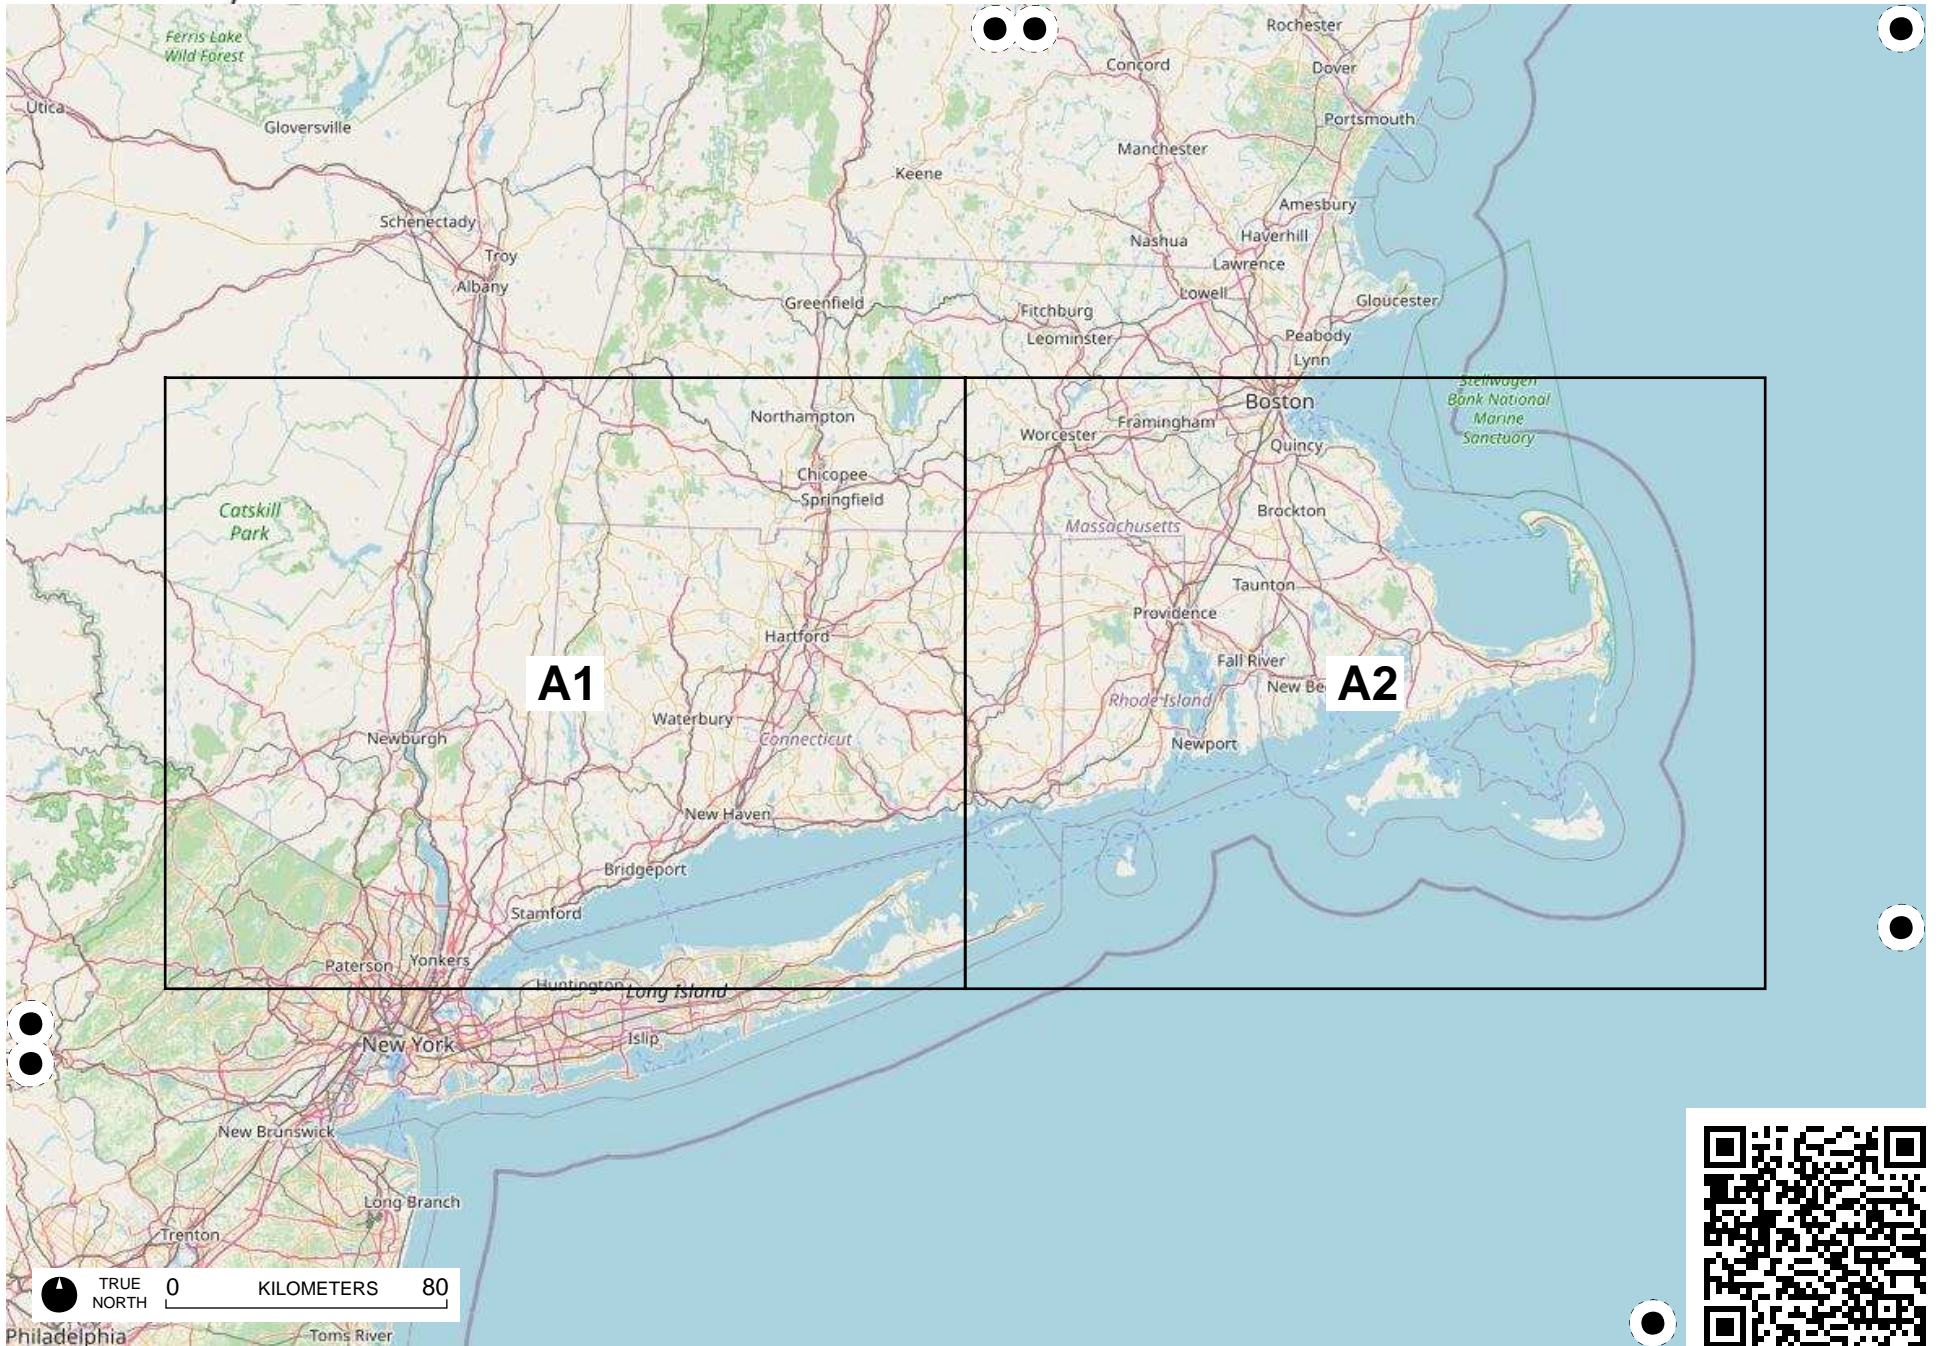 Ferris Lake
Wild Forest
Rochester
Concord
Dover
Utica
Gloversville
Portsmouth
Manchester
Keene
Amesbury
Schenectady
Nashua
Haverhill
Troy
Lawrence
Albany
Lowell
Gloucester
Greenfield
Fitchburg
Peabody
Leominster
Lynn
Stellwagen
Bank National
Marine
Sanctuary
Boston
Northampton
Framingham
Worcester
Quincy
Chicopee
Springfield
Catskill
Park
Brockton
Massachusetts
Taunton
Providence
Hartford
Fall River
A1
New Be
A2
Rhode Island
Waterbury
Newburgh
Connecticut
Newport
New Haven
Bridgeport
Stamford
Paterson
Yonkers
Huntington
Long Island
New York
Islip
New Brunswick
Long Branch
Trenton
TRUE
NORTH
0 KILOMETERS 80
Philadelphia
Toms River